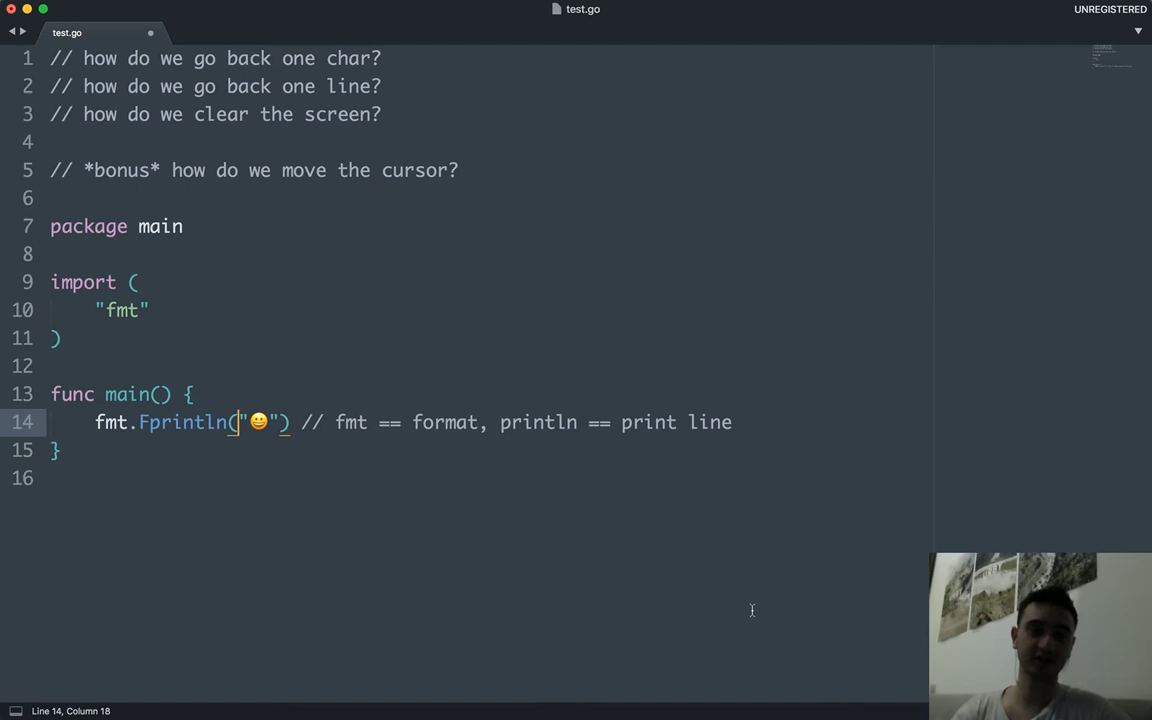 test.go
UNREGISTERED
test.go
1 // how do we go back one char?
2 // how do we go back one line?
3 // how do we clear the screen?
4
5 // *bonus* how do we move the cursor?
6
7 package main
8
9 import (
10 "fmt"
11 )
12
13 func main() {
14 fmt.Fprintln("😀") // fmt == format, println == print line
15 }
16
Line 14, Column 18